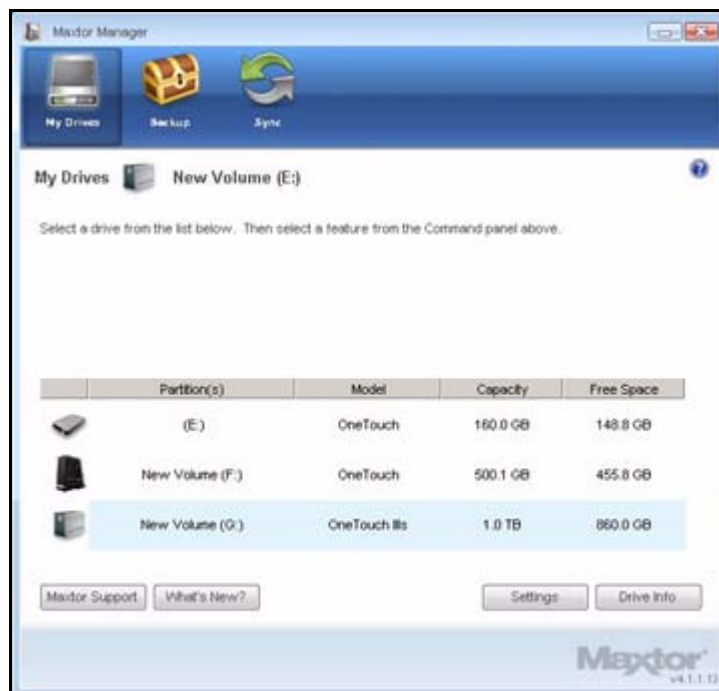 Maxtor Manager
My Drives Backup Sync
My Drives New Volume (E:)
Select a drive from the list below. Then select a feature from the Command panel above.
Partition(s) Model Capacity Free Space
(E:) OneTouch 160.0 GB 148.8 GB
New Volume (F:) OneTouch 500.1 GB 455.8 GB
New Volume (G:) OneTouch IIIs 1.0 TB 860.0 GB
Maxtor Support What's New? Settings Drive Info
Maxtor